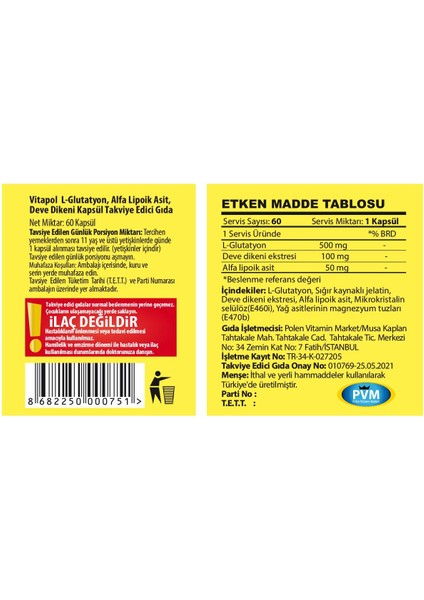 Vitapol L-Glutatyon, Alfa Lipoik Asit,
Deve Dikeni Kapsül Takviye Edici Gıda
Net Miktar: 60 Kapsül
Tavsiye Edilen Günlük Porsiyon Miktarı: Tercihen
yemeklerden sonra 11 yaş ve üstü yetişkinlerde günde
1 kapsül alınması tavsiye edilir. (yetişkinler içindir)
Tavsiye edilen günlük porsiyonu aşmayın.
Muhafaza Koşulları: Ambalajı içerisinde, kuru ve
serin yerde muhafaza edin.
Tavsiye Edilen Tüketim Tarihi (T.E.T.T.) ve Parti Numarası
ambalajın üzerinde yer almaktadır.
Takviye edici gıdalar normal beslenmenin yerine geçemez.
Çocukların ulaşamayacağı yerde saklayın.
İLAÇ DEĞİLDİR
Hastalıkların önlenmesi veya tedavi edilmesi
amacıyla kullanılmaz.
Hamilelik ve emzirme dönemi ile hastalık veya ilaç
kullanılması durumlarında doktorunuza danışın.
8 682250 000751 >
ETKEN MADDE TABLOSU
Servis Sayısı: 60 Servis Miktarı: 1 Kapsül
1 Servis Üründe *% BRD
L-Glutatyon 500 mg -
Deve dikeni ekstresi 100 mg -
Alfa lipoik asit 50 mg -
*Beslenme referans değeri
İçindekiler: L-Glutatyon, Sığır kaynaklı jelatin,
Deve dikeni ekstresi, Alfa lipoik asit, Mikrokristalin
selülöz(E460i), Yağ asitlerinin magnezyum tuzları
(E470b)
Gıda İşletmecisi: Polen Vitamin Market/Musa Kaplan
Tahtakale Mah. Tahtakale Cad. Tahtakale Tic. Merkezi
No: 34 Zemin Kat No: 7 Fatih/İSTANBUL
İşletme Kayıt No: TR-34-K-027205
Takviye Edici Gıda Onay No: 010769-25.05.2021
Menşe: İthal ve yerli hammaddeler kullanılarak
Türkiye'de üretilmiştir.
Parti No :
T.E.T.T. :
PVM